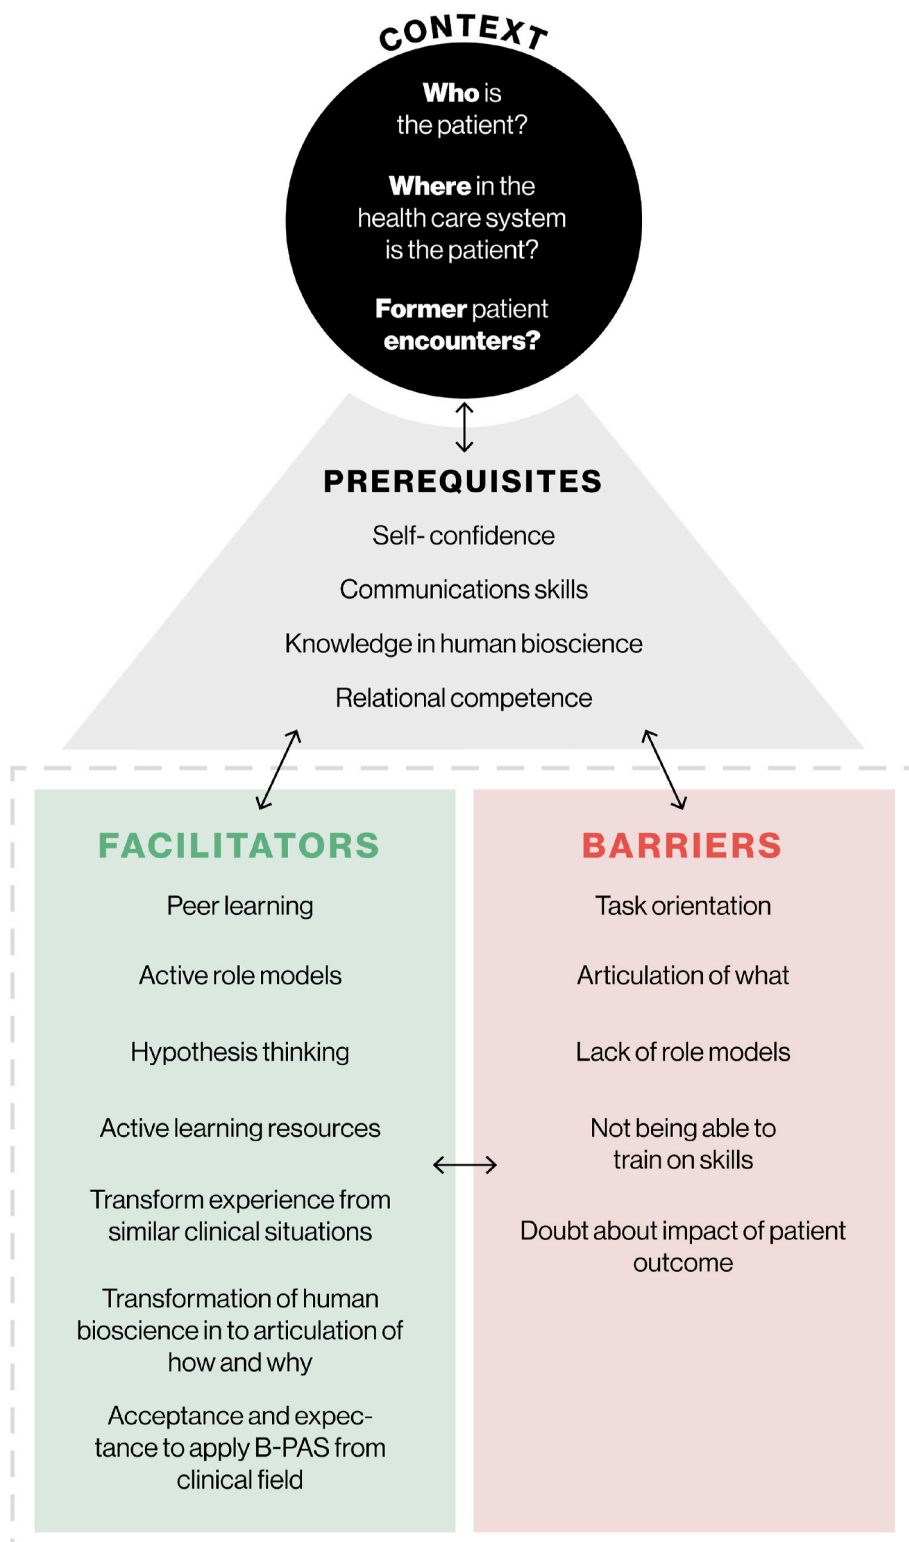 CONTEXT
Who is
the patient?
Where in the
health care system
is the patient?
Former patient
encounters?
PREREQUISITES
Self- confidence
Communications skills
Knowledge in human bioscience
Relational competence
FACILITATORS
Peer learning
Active role models
Hypothesis thinking
Active learning resources
Transform experience from
similar clinical situations
Transformation of human
bioscience in to articulation of
how and why
Acceptance and expec-
tance to apply B-PAS from
clinical field
BARRIERS
Task orientation
Articulation of what
Lack of role models
Not being able to
train on skills
Doubt about impact of patient
outcome